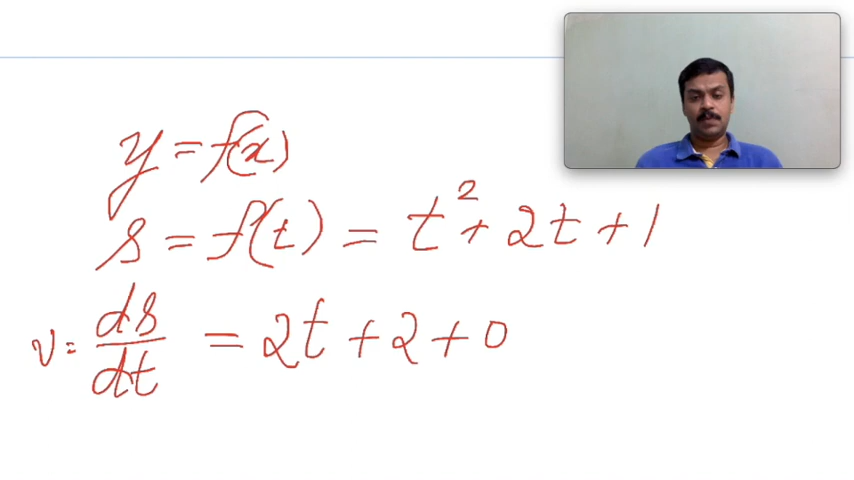 y = f(x)
s = f(t) = t² + 2t + 1
v = ds/dt = 2t + 2 + 0